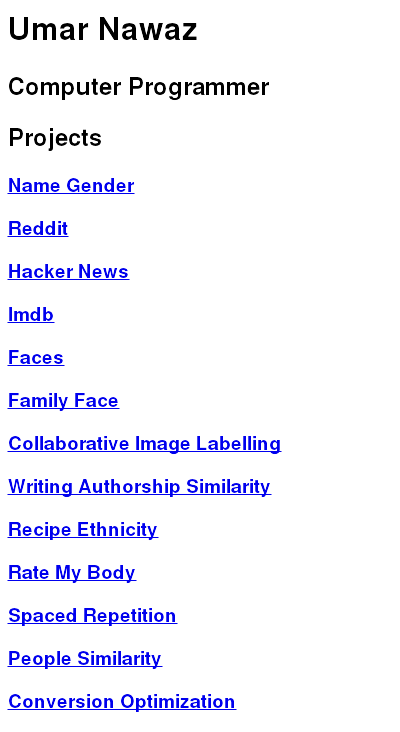 Umar Nawaz
Computer Programmer
Projects
Name Gender
Reddit
Hacker News
Imdb
Faces
Family Face
Collaborative Image Labelling
Writing Authorship Similarity
Recipe Ethnicity
Rate My Body
Spaced Repetition
People Similarity
Conversion Optimization